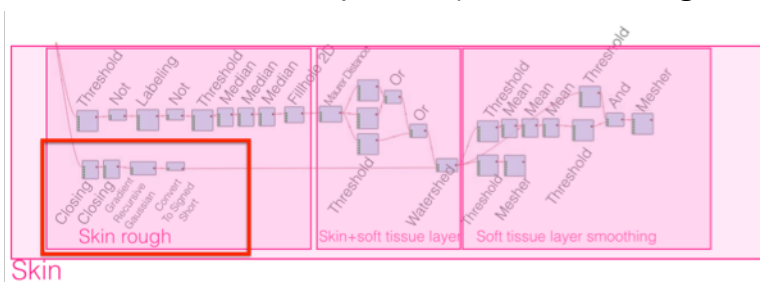 Threshold
Not
Labeling
Not
Threshold
Median
Median
Median
Fillhole 2D
Maurer Distance
Threshold
Or
Or
Watershed
Threshold
Mean
Mean
Mean
Threshold
Threshold
And
Mesher
Threshold
Mesher
Closing
Closing
Gradient
Recursive
Gaussian
Convert
To Signed
Short
Skin rough
Skin+soft tissue layer
Soft tissue layer smoothing
Skin